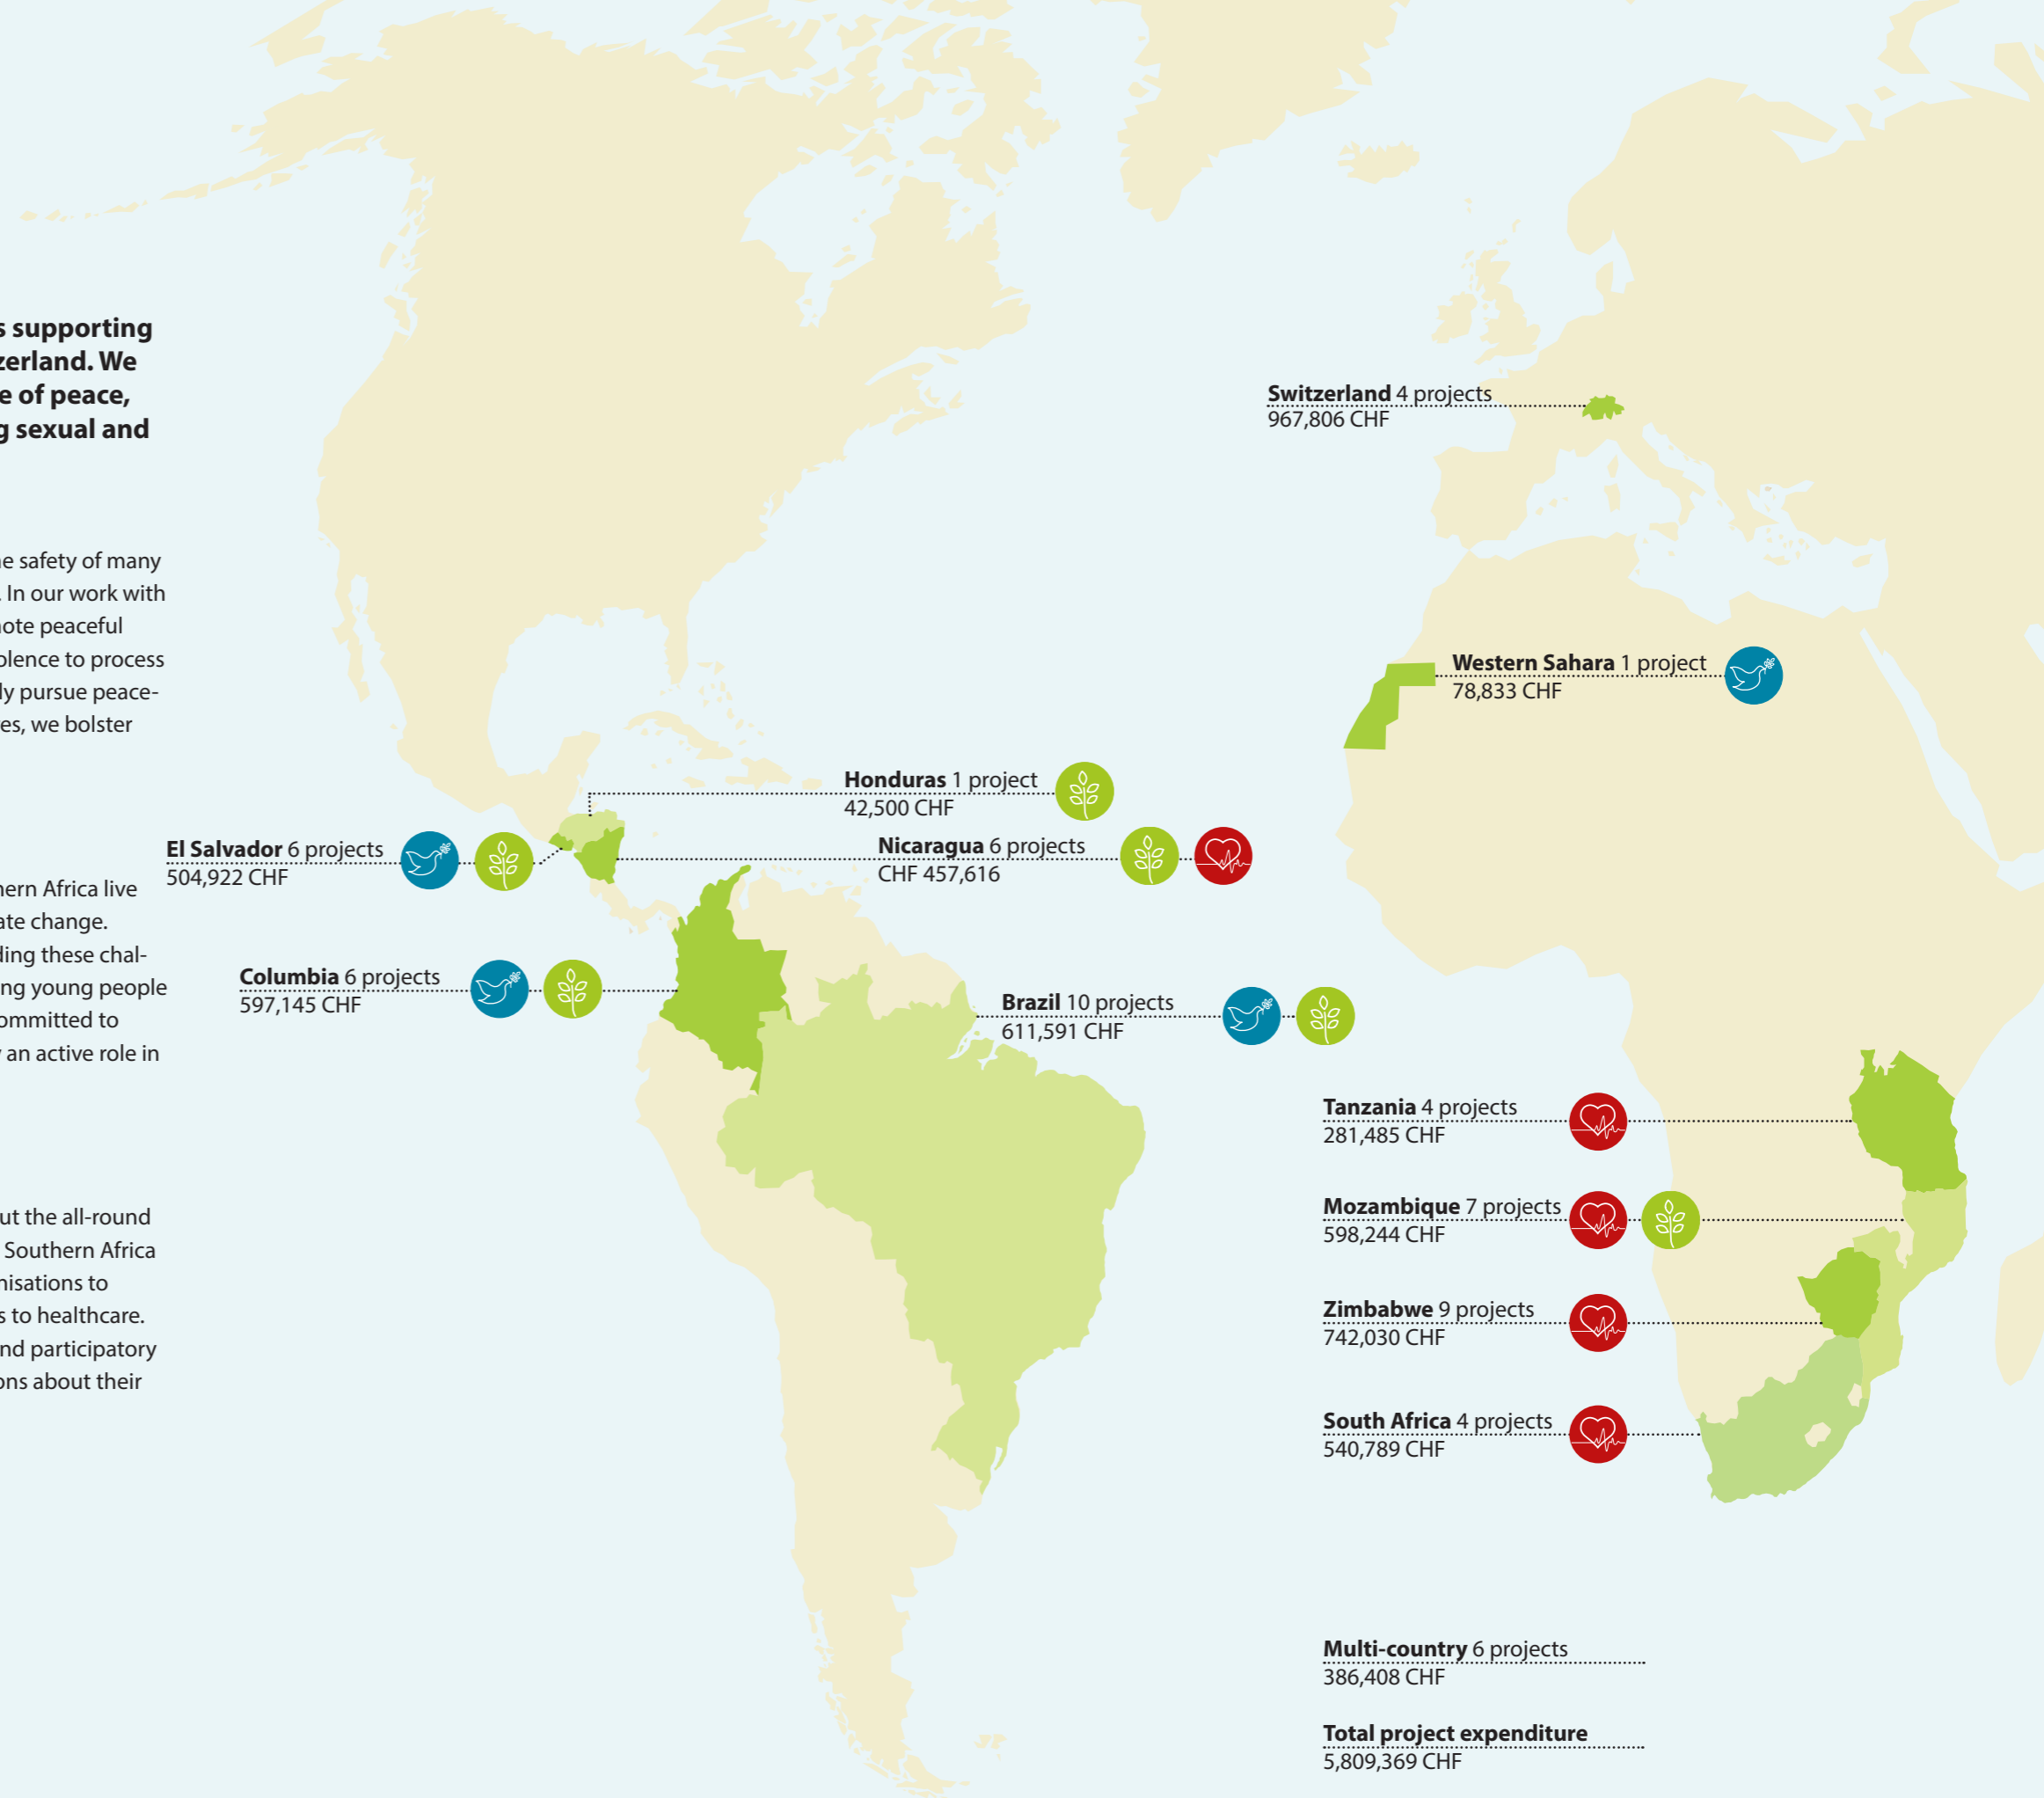 s supporting
zerland. We
e of peace,
g sexual and
ne safety of many
. In our work with
note peaceful
olence to process
ly pursue peace-
es, we bolster
nern Africa live
ate change.
ding these chal-
ng young people
ommitted to
y an active role in
ut the all-round
Southern Africa
nisations to
s to healthcare.
nd participatory
ons about their
Switzerland 4 projects
967,806 CHF
Western Sahara 1 project
78,833 CHF
Honduras 1 project
42,500 CHF
El Salvador 6 projects
504,922 CHF
Nicaragua 6 projects
CHF 457,616
Columbia 6 projects
597,145 CHF
Brazil 10 projects
611,591 CHF
Tanzania 4 projects
281,485 CHF
Mozambique 7 projects
598,244 CHF
Zimbabwe 9 projects
742,030 CHF
South Africa 4 projects
540,789 CHF
Multi-country 6 projects
386,408 CHF
Total project expenditure
5,809,369 CHF